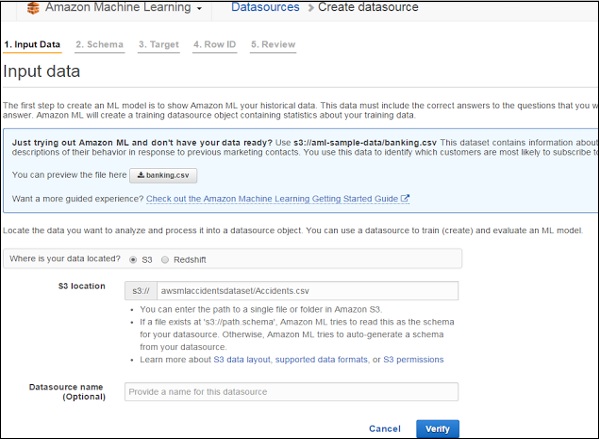 Amazon Machine Learning Datasources > Create datasource
1. Input Data 2. Schema 3. Target 4. Row ID 5. Review
Input data
The first step to create an ML model is to show Amazon ML your historical data. This data must include the correct answers to the questions that you w
answer. Amazon ML will create a training datasource object containing statistics about your training data.
Just trying out Amazon ML and don't have your data ready? Use s3://aml-sample-data/banking.csv This dataset contains information about
descriptions of their behavior in response to previous marketing contacts. You use this data to identify which customers are most likely to subscribe to
You can preview the file here banking.csv
Want a more guided experience? Check out the Amazon Machine Learning Getting Started Guide
Locate the data you want to analyze and process it into a datasource object. You can use a datasource to train (create) and evaluate an ML model.
Where is your data located? S3 Redshift
S3 location s3:// awsmlaccidentsdataset/Accidents.csv
• You can enter the path to a single file or folder in Amazon S3.
• If a file exists at 's3://path.schema', Amazon ML tries to read this as the schema
for your datasource. Otherwise, Amazon ML tries to auto-generate a schema
from your datasource.
• Learn more about S3 data layout, supported data formats, or S3 permissions
Datasource name Provide a name for this datasource
(Optional)
Cancel Verify